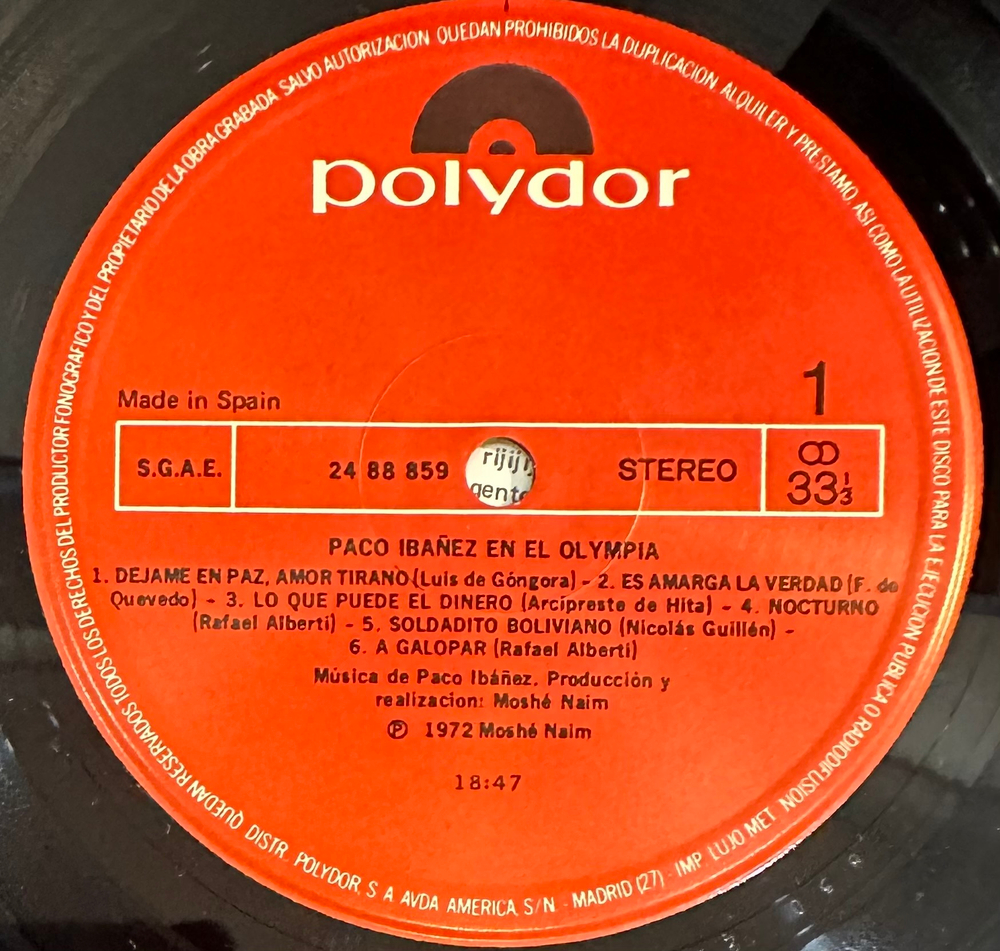 polydor
1
Made in Spain
S.G.A.E.
24 88 859
STEREO
33⅓
rijij
gent
PACO IBAÑEZ EN EL OLYMPIA
1. DEJAME EN PAZ, AMOR TIRANO (Luis de Góngora) - 2. ES AMARGA LA VERDAD (F. de
Quevedo) - 3. LO QUE PUEDE EL DINERO (Arcipreste de Hita) - 4. NOCTURNO
(Rafael Alberti) - 5. SOLDADITO BOLIVIANO (Nicolás Guillén) -
6. A GALOPAR (Rafael Alberti)
Música de Paco Ibáñez. Producción y
realizacion: Moshé Naim
Ⓟ 1972 Moshé Naim
18:47
QUEDAN RESERVADOS TODOS LOS DERECHOS DEL PRODUCTOR FONOGRAFICO Y DEL PROPIETARIO DE LA OBRA GRABADA. SALVO AUTORIZACION QUEDAN PROHIBIDOS LA DUPLICACION, ALQUILER Y PRESTAMO, ASI COMO LA UTILIZACION DE ESTE DISCO PARA LA EJECUCION PUBLICA O RADIODIFUSION
DISTR. POLYDOR, S. A. AVDA AMERICA, S/N - MADRID (27) - IMP. LUJO MET.